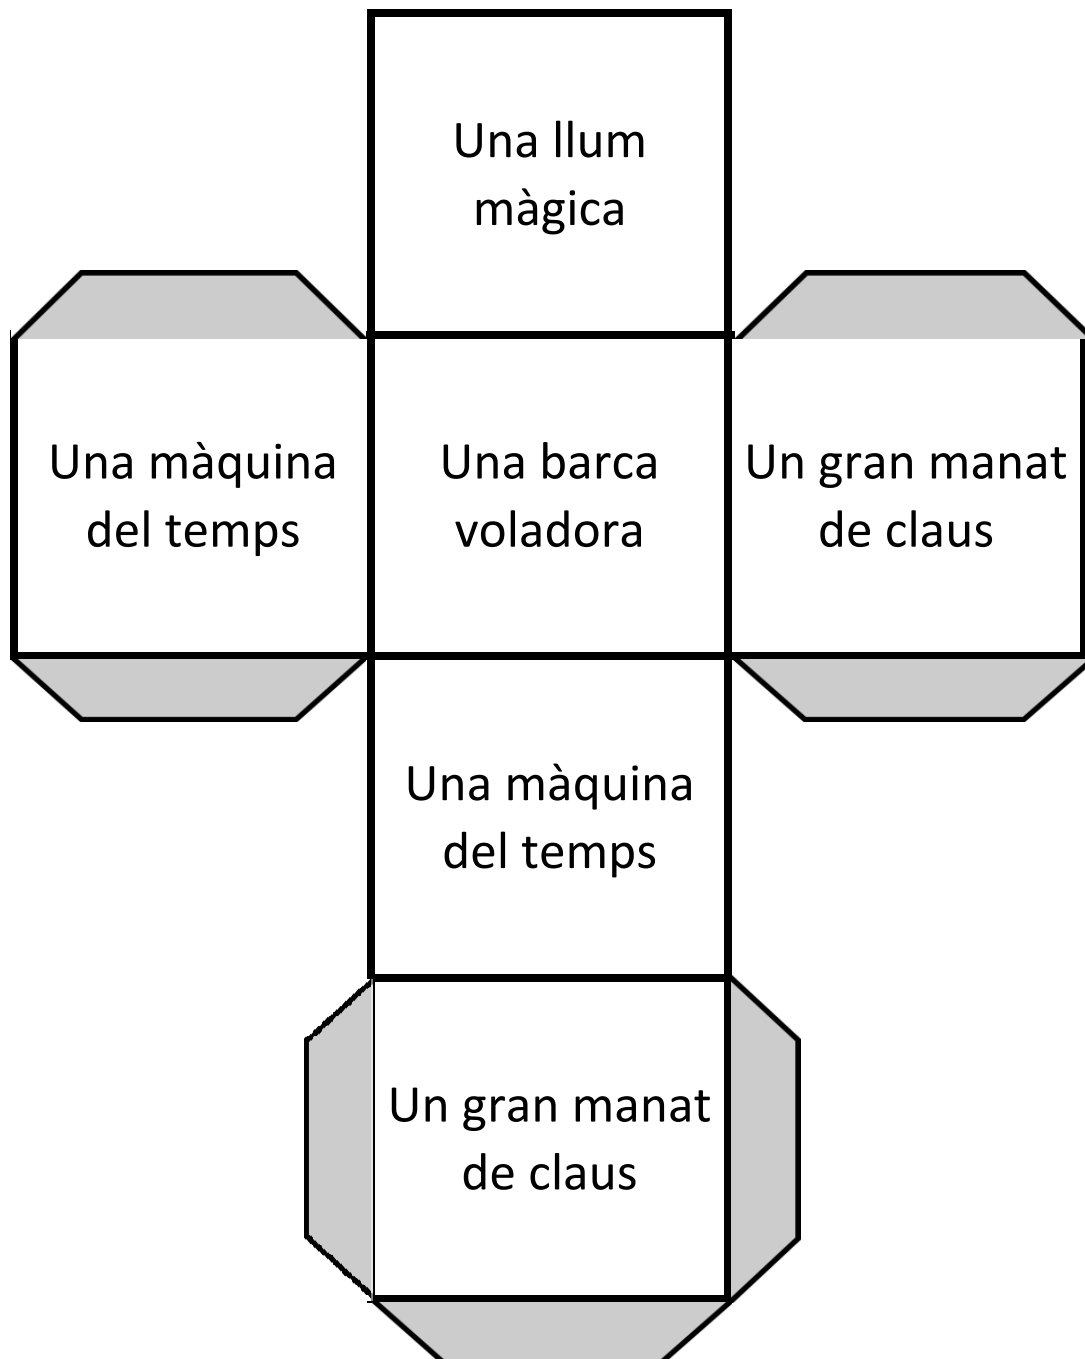 Una llum
màgica
Una màquina
del temps
Una barca
voladora
Un gran manat
de claus
Una màquina
del temps
Un gran manat
de claus